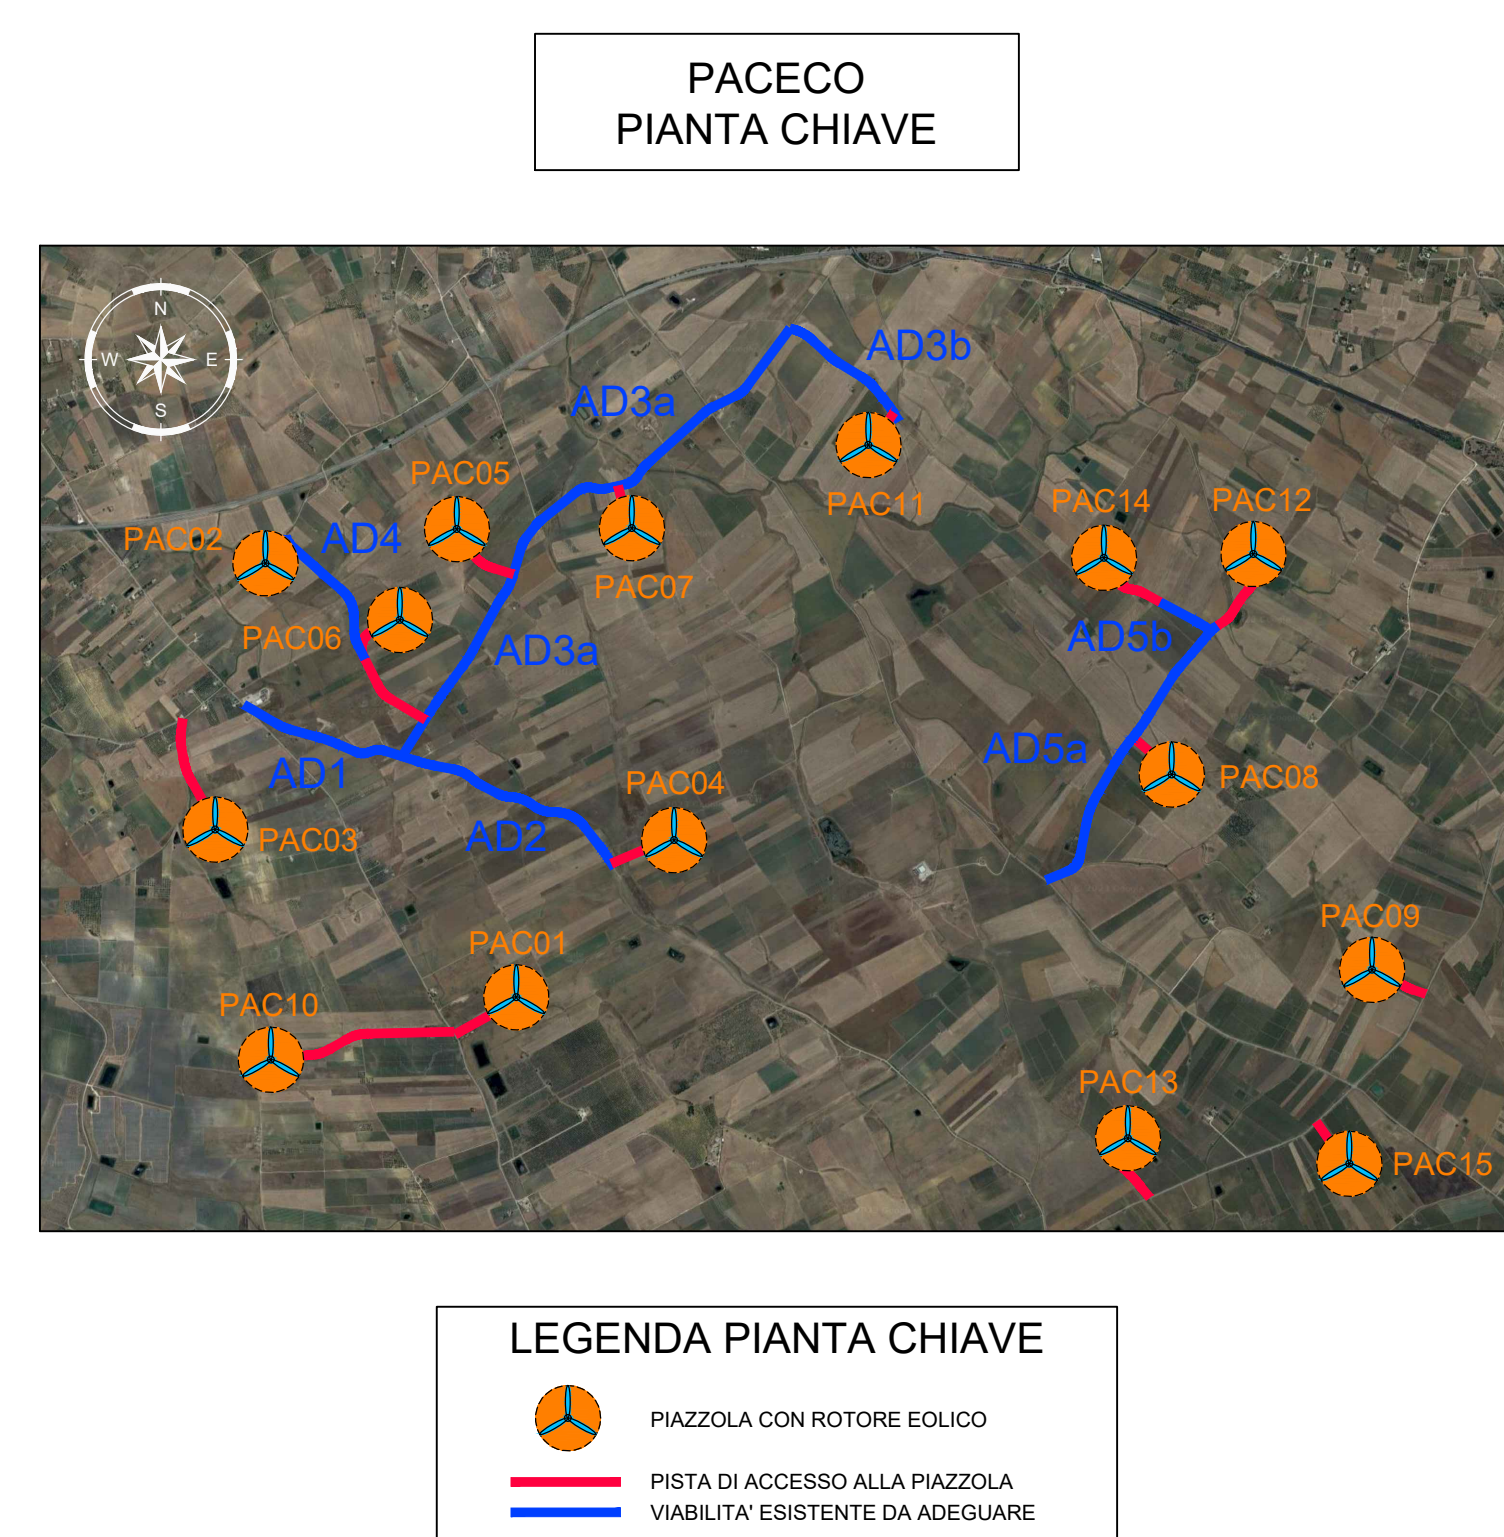 PACECO
PIANTA CHIAVE
N
W
E
S
AD3b
AD3a
PAC05
PAC11
PAC14
PAC12
PAC02
AD4
PAC07
PAC06
AD3a
AD5b
AD5a
AD1
PAC04
PAC08
PAC03
AD2
PAC09
PAC01
PAC10
PAC13
PAC15
LEGENDA PIANTA CHIAVE
PIAZZOLA CON ROTORE EOLICO
PISTA DI ACCESSO ALLA PIAZZOLA
VIABILITA' ESISTENTE DA ADEGUARE